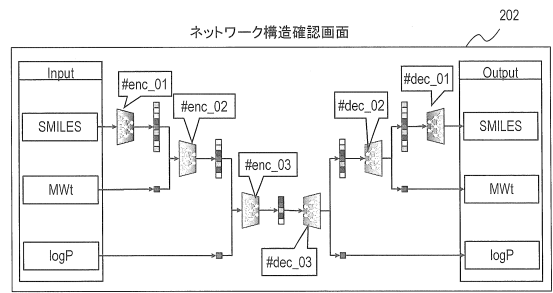 ネットワーク構造確認画面
202
Input
Output
#enc_01
#dec_01
#enc_02
#dec_02
SMILES
SMILES
#enc_03
MWt
MWt
logP
logP
#dec_03